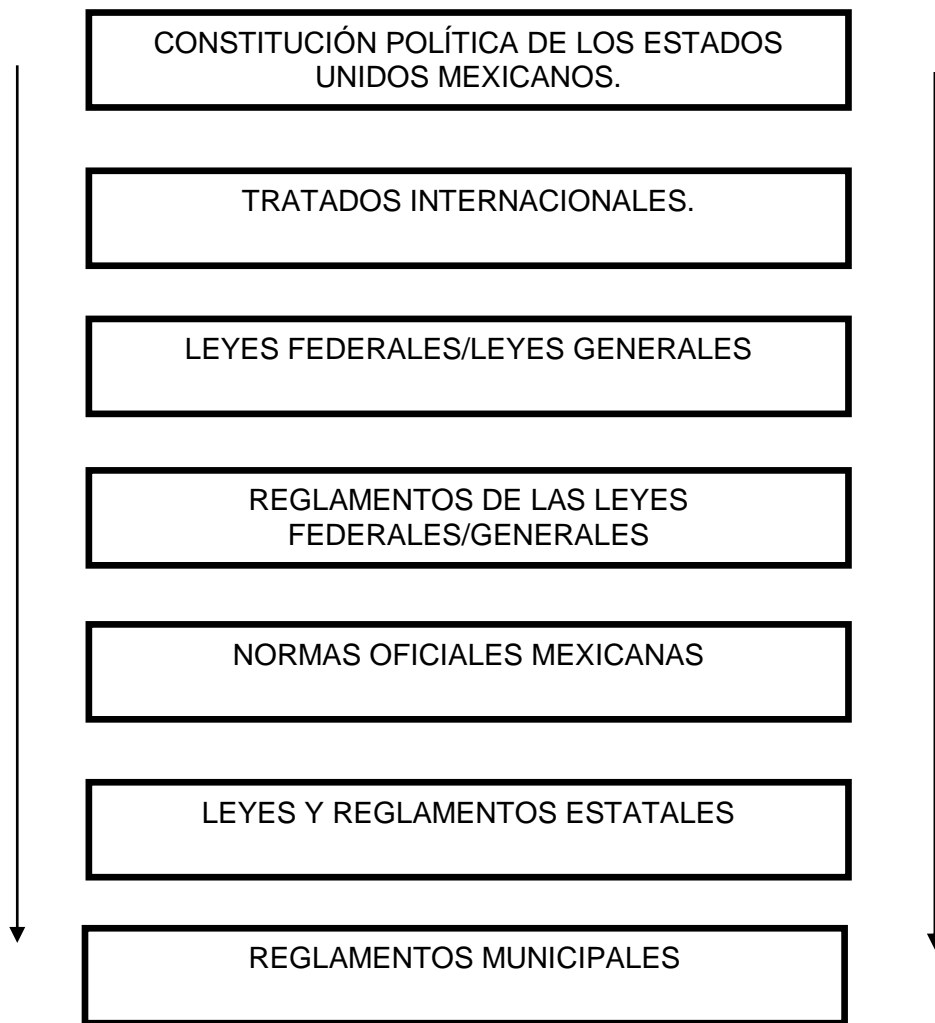 CONSTITUCIÓN POLÍTICA DE LOS ESTADOS
UNIDOS MEXICANOS.
TRATADOS INTERNACIONALES.
LEYES FEDERALES/LEYES GENERALES
REGLAMENTOS DE LAS LEYES
FEDERALES/GENERALES
NORMAS OFICIALES MEXICANAS
LEYES Y REGLAMENTOS ESTATALES
REGLAMENTOS MUNICIPALES